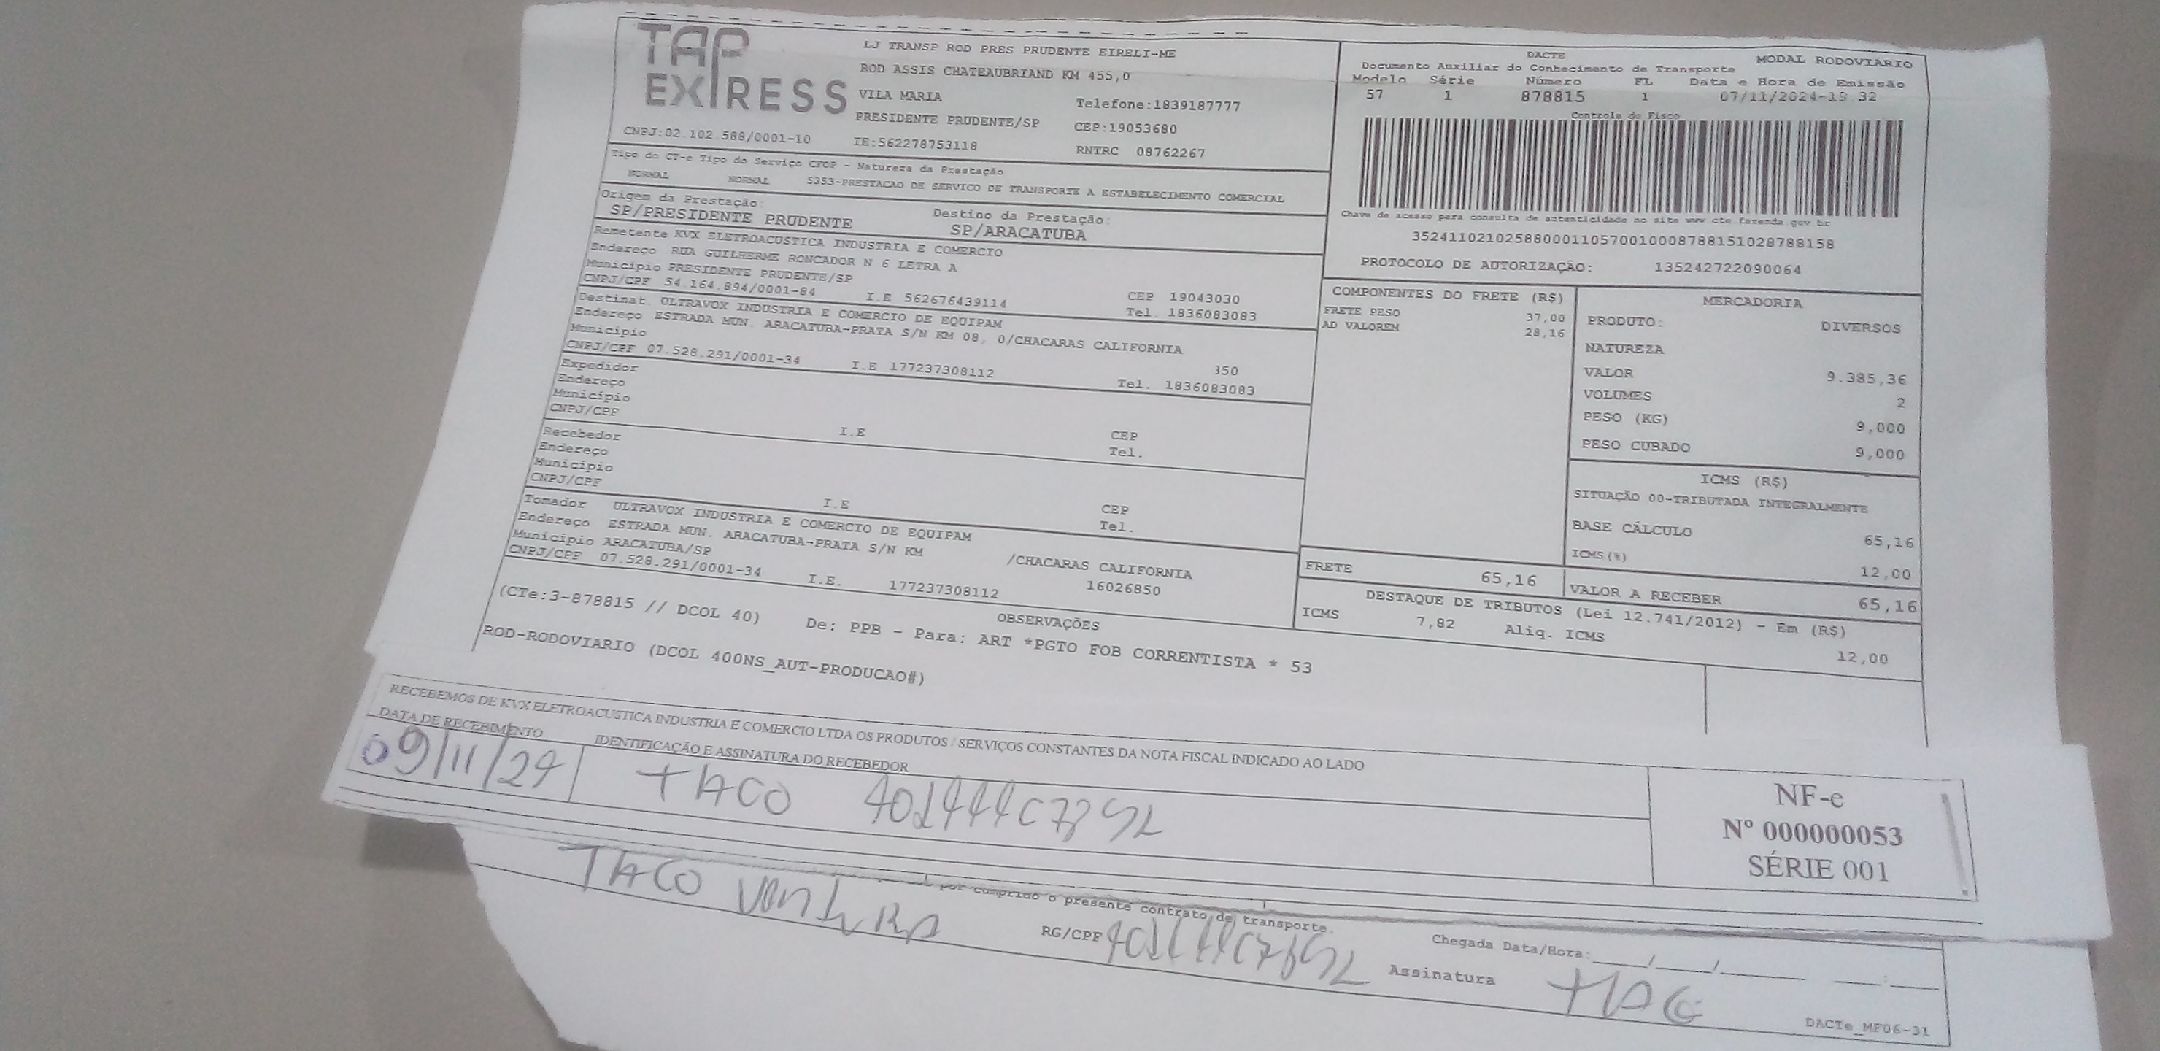 TAP EXPRESS
CNPJ:02.102.588/0001-10
LJ TRANSP ROD PRES PRUDENTE EIRELI-ME
ROD ASSIS CHATEAUBRIAND KM 455,0
VILA MARIA
Telefone:1839187777
PRESIDENTE PRUDENTE/SP
CEP:19053680
IE:562278753118
RNTRC 08762267
DACTE
MODAL RODOVIÁRIO
Documento Auxiliar do Conhecimento de Transporte
Modelo Série Número FL Data e Hora de Emissão
57 1 878815 1 07/11/2024-19:32
Controle do Fisco
Chave de acesso para consulta de autenticidade no site www cte fazenda gov br
35241102102588000110570010008788151028788158
PROTOCOLO DE AUTORIZAÇÃO: 135242722090064
Tipo do CT-e Tipo da Serviço CFOP - Natureza da Prestação
NORMAL NORMAL 5353-PRESTACAO DE SERVICO DE TRANSPORTE A ESTABELECIMENTO COMERCIAL
Origem da Prestação: Destino da Prestação:
SP/PRESIDENTE PRUDENTE SP/ARACATUBA
Remetente KVX ELETROACUSTICA INDUSTRIA E COMERCIO
Endereço RUA GUILHERME RONCADOR N 6 LETRA A
Município PRESIDENTE PRUDENTE/SP CEP 19043030
CNPJ/CPF 54.164.894/0001-84 I.E 562676439114 Tel. 1836083083
Destinat. ULTRAVOX INDUSTRIA E COMERCIO DE EQUIPAM
Endereço ESTRADA MUN. ARACATUBA-PRATA S/N KM 08, 0/CHACARAS CALIFORNIA
Município 350
CNPJ/CPF 07.528.291/0001-34 I.E 177237308112 Tel. 1836083083
Expedidor
Endereço
Município CEP
CNPJ/CPF I.E Tel.
Recebedor
Endereço
Município CEP
CNPJ/CPF I.E Tel.
Tomador ULTRAVOX INDUSTRIA E COMERCIO DE EQUIPAM
Endereço ESTRADA MUN. ARACATUBA-PRATA S/N KM /CHACARAS CALIFORNIA
Município ARACATUBA/SP 16026850
CNPJ/CPF 07.528.291/0001-34 I.E. 177237308112
COMPONENTES DO FRETE (R$)
FRETE PESO 37,00
AD VALOREM 28,16
MERCADORIA
PRODUTO: DIVERSOS
NATUREZA
VALOR 9.385,36
VOLUMES 2
PESO (KG) 9,000
PESO CUBADO 9,000
ICMS (R$)
SITUAÇÃO 00-TRIBUTADA INTEGRALMENTE
BASE CÁLCULO 65,16
ICMS(%) 12,00
FRETE 65,16
VALOR A RECEBER 65,16
DESTAQUE DE TRIBUTOS (Lei 12.741/2012) - Em (R$)
ICMS 7,82 Aliq. ICMS 12,00
OBSERVAÇÕES
(CTe:3-878815 // DCOL 40) De: PPB - Para: ART *PGTO FOB CORRENTISTA * 53
ROD-RODOVIARIO (DCOL 400NS_AUT-PRODUCAO#)
RECEBEMOS DE KVX ELETROACUSTICA INDUSTRIA E COMERCIO LTDA OS PRODUTOS / SERVIÇOS CONSTANTES DA NOTA FISCAL INDICADO AO LADO
DATA DE RECEBIMENTO IDENTIFICAÇÃO E ASSINATURA DO RECEBEDOR
09/11/24
NF-e
Nº 000000053
SÉRIE 001
por cumprido o presente contrato de transporte.
RG/CPF
Chegada Data/Hora:___/___/_____ __:__
Assinatura
DACTe_MF06-31